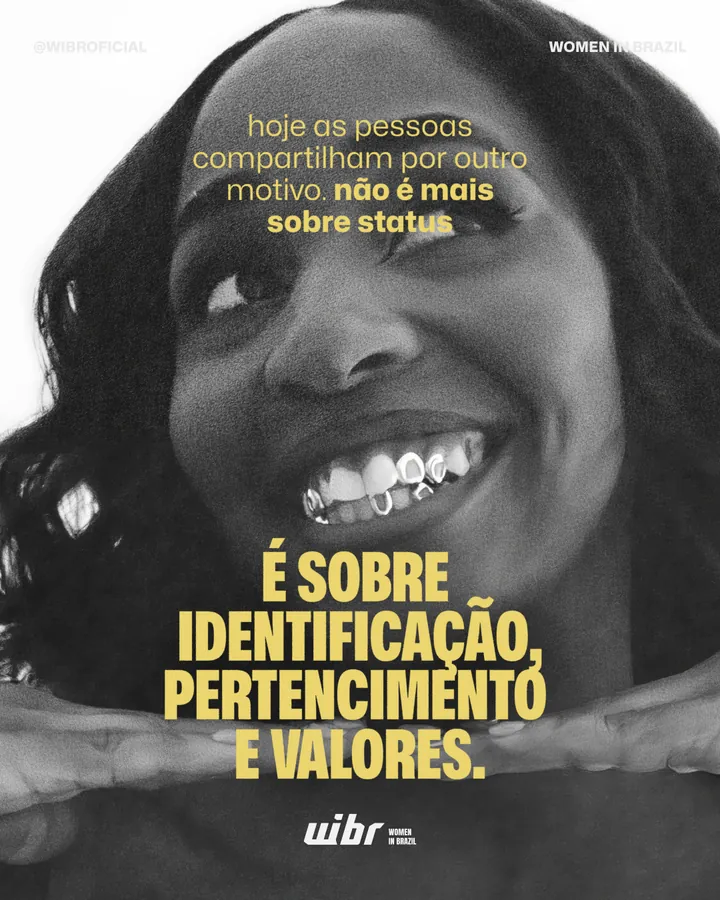 @WIBROFICIAL
WOMEN IN BRAZIL
hoje as pessoas
compartilham por outro
motivo. não é mais
sobre status
É SOBRE
IDENTIFICAÇÃO,
PERTENCIMENTO
E VALORES.
wibr WOMEN
IN BRAZIL